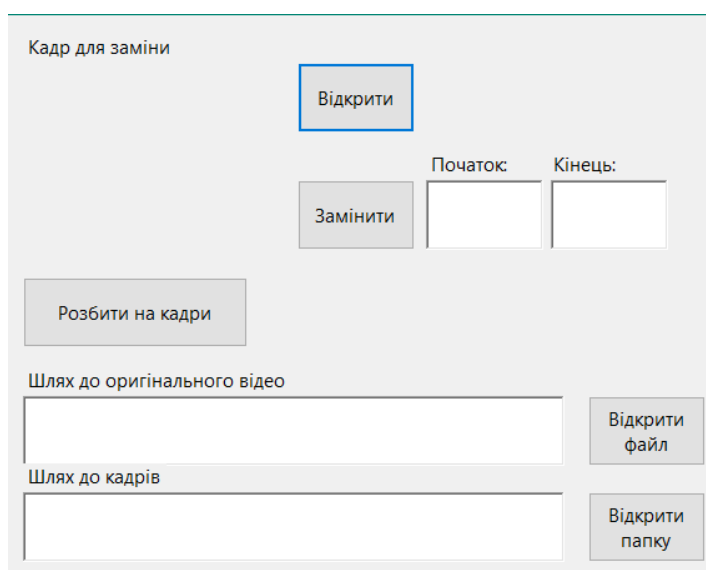 Кадр для заміни
Відкрити
Початок: Кінець:
Замінити
Розбити на кадри
Шлях до оригінального відео
Відкрити
файл
Шлях до кадрів
Відкрити
папку